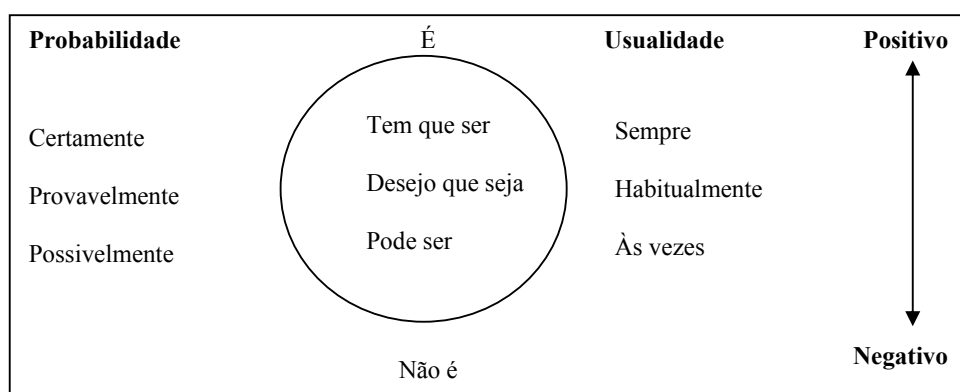 Probabilidade É Usualidade Positivo
Certamente Tem que ser Sempre
Provavelmente Desejo que seja Habitualmente
Possivelmente Pode ser Às vezes
Não é Negativo